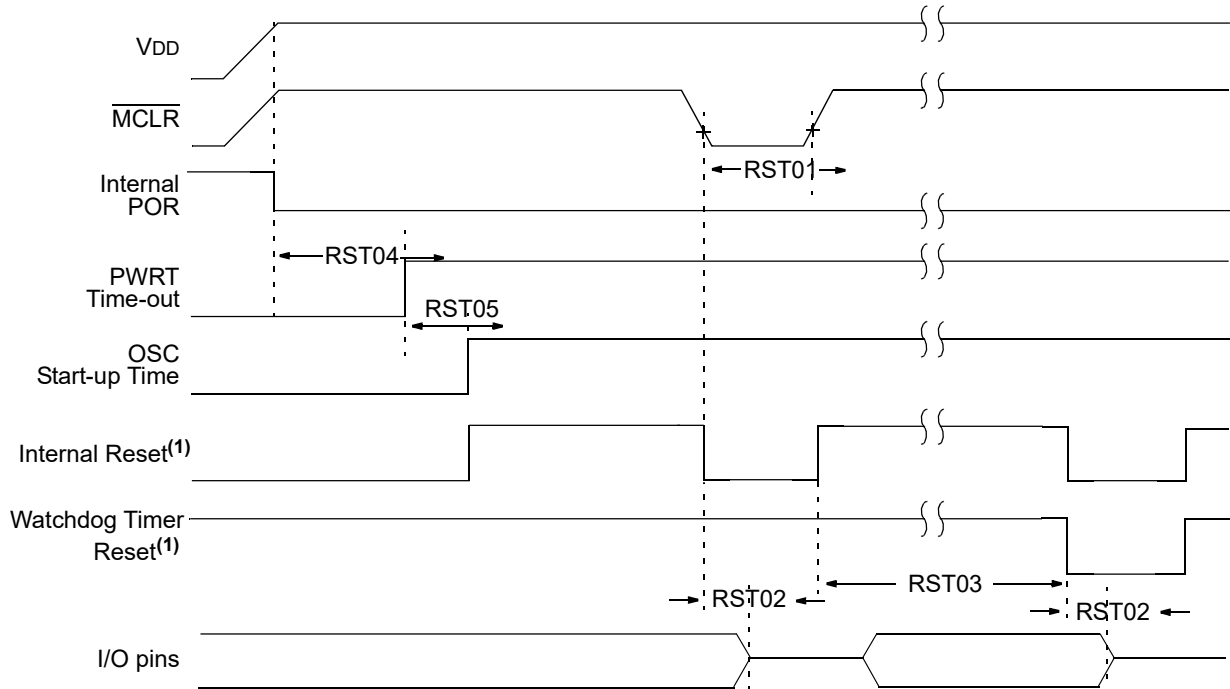 VDD
MCLR
RST01
Internal
POR
RST04
PWRT
Time-out
RST05
OSC
Start-up Time
Internal Reset(1)
Watchdog Timer
Reset(1)
RST03
RST02
RST02
I/O pins